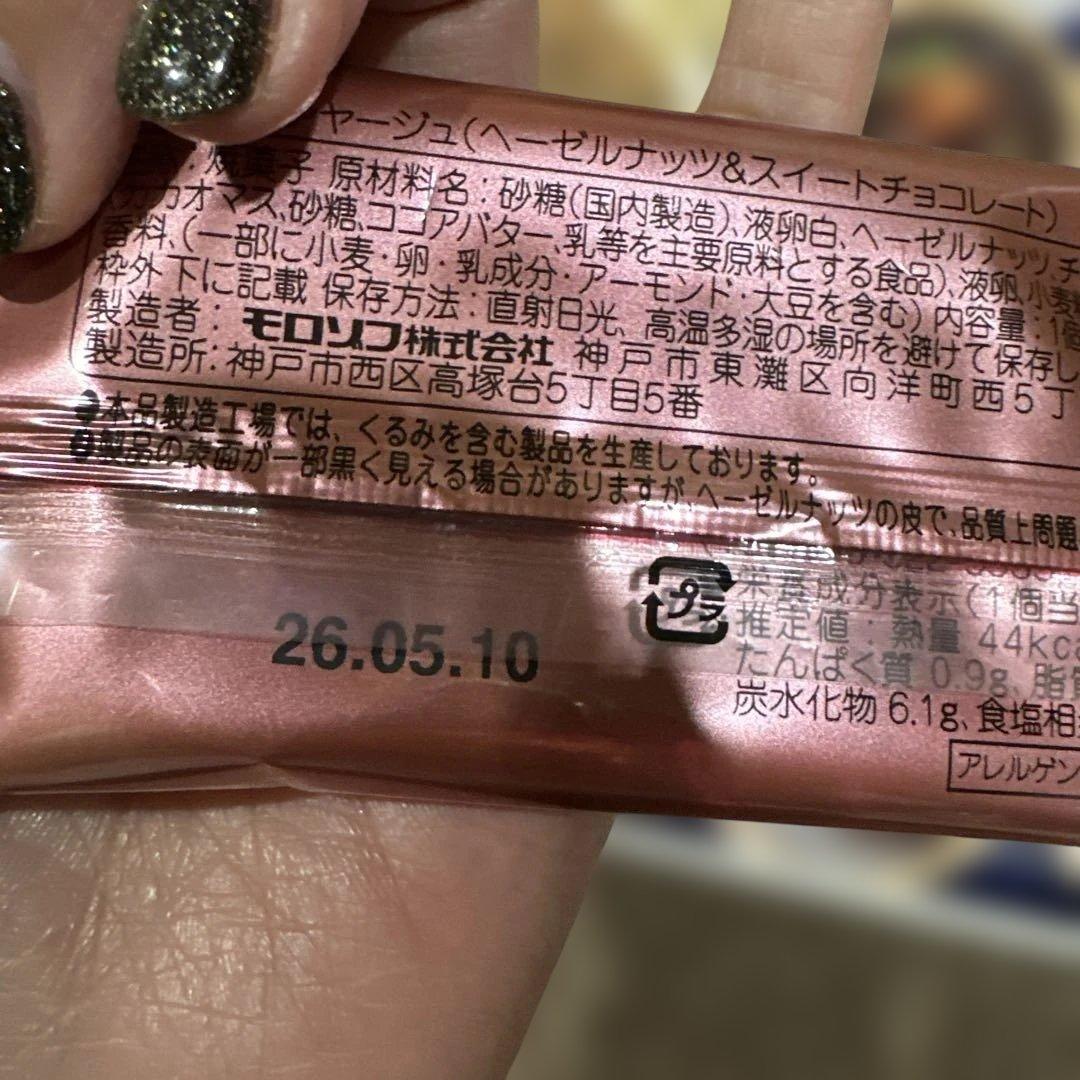 ヤージュ(ヘーゼルナッツ&スイートチョコレート)
焼菓子 原材料名:砂糖(国内製造)、液卵白、ヘーゼルナッツ、チ
(カカオマス、砂糖、ココアバター、乳等を主要原料とする食品)、液卵、小麦
香料、(一部に小麦・卵・乳成分・アーモンド・大豆を含む) 内容量:1個
枠外下に記載 保存方法:直射日光、高温多湿の場所を避けて保存し
製造者:モロゾフ株式会社 神戸市東灘区向洋町西5丁
製造所:神戸市西区高塚台5丁目5番
本品製造工場では、くるみを含む製品を生産しております。
製品の表面が一部黒く見える場合がありますが、ヘーゼルナッツの皮で、品質上問題
プラ
栄養成分表示(1個当
推定値:熱量 44kca
たんぱく質 0.9g、脂質
炭水化物 6.1g、食塩相
アレルゲン
26.05.10